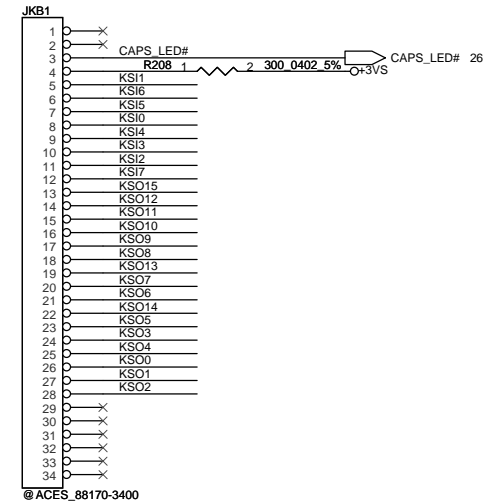 JKB1
1
2
3 CAPS_LED# CAPS_LED# 26
4 R208 1 2 300_0402_5% +3VS
5 KSI1
6 KSI6
7 KSI5
8 KSI0
9 KSI4
10 KSI3
11 KSI2
12 KSI7
13 KSO15
14 KSO12
15 KSO11
16 KSO10
17 KSO9
18 KSO8
19 KSO13
20 KSO7
21 KSO6
22 KSO14
23 KSO5
24 KSO3
25 KSO4
26 KSO0
27 KSO1
28 KSO2
29
30
31
32
33
34
@ACES_88170-3400